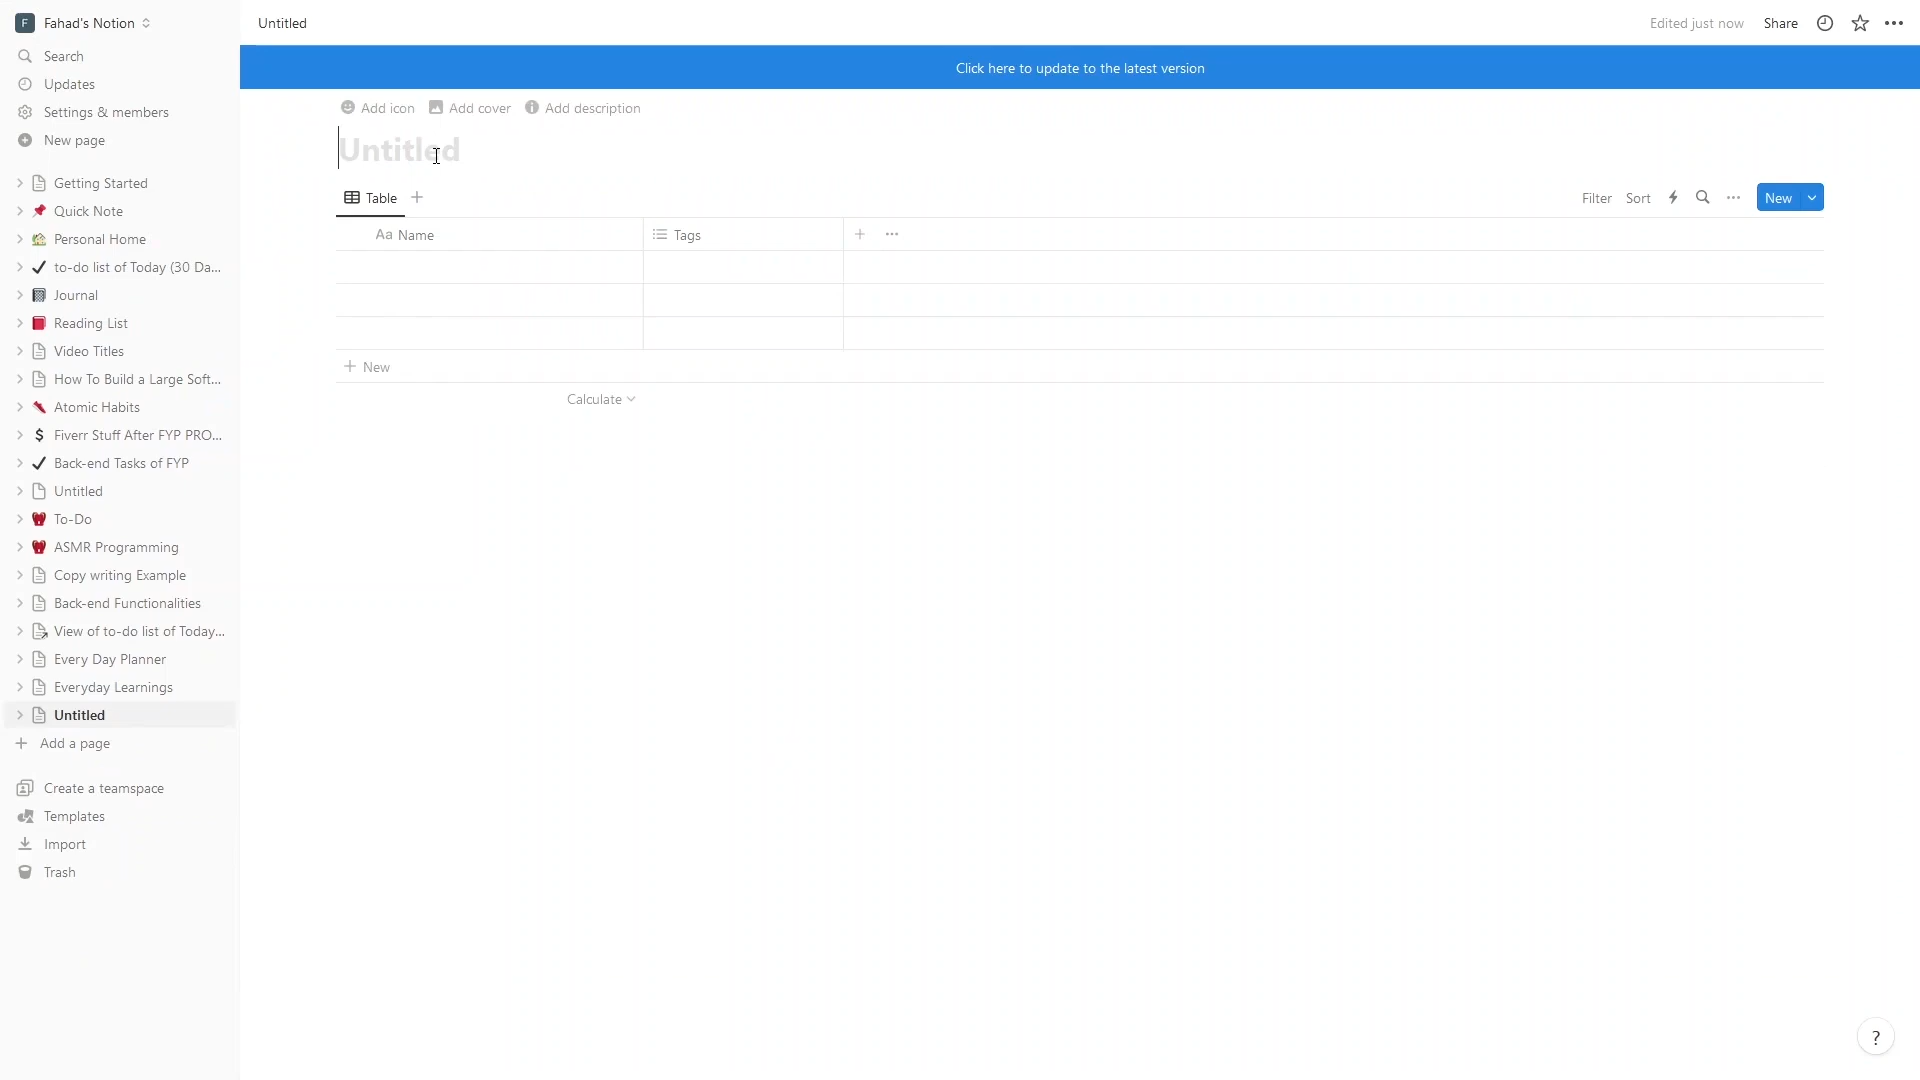 F Fahad's Notion
Search
Updates
Settings & members
New page
Getting Started
Quick Note
Personal Home
to-do list of Today (30 Da...
Journal
Reading List
Video Titles
How To Build a Large Soft...
Atomic Habits
$ Fiverr Stuff After FYP PRO...
Back-end Tasks of FYP
Untitled
To-Do
ASMR Programming
Copy writing Example
Back-end Functionalities
View of to-do list of Today...
Every Day Planner
Everyday Learnings
Untitled
Add a page
Create a teamspace
Templates
Import
Trash
Untitled
Edited just now Share
Click here to update to the latest version
Add icon Add cover Add description
Untitled
Table
Filter Sort New
Aa Name Tags
New
Calculate
?